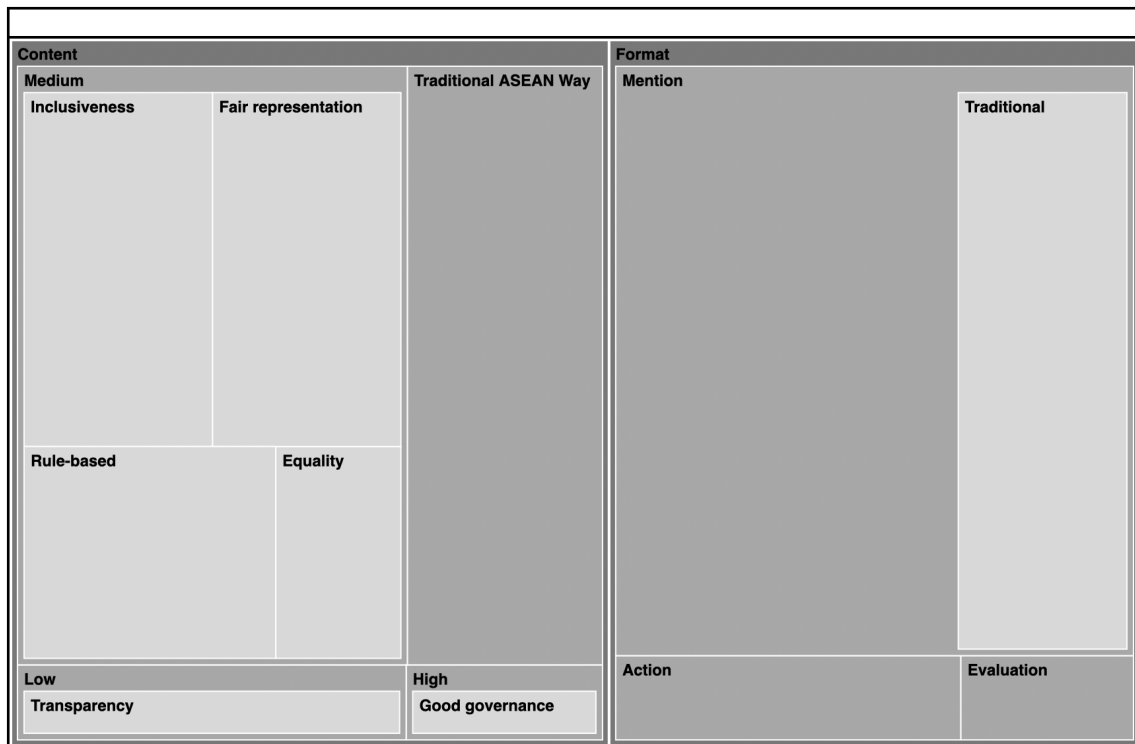 Content
Medium
Inclusiveness
Fair representation
Rule-based
Equality
Traditional ASEAN Way
Low
Transparency
High
Good governance
Format
Mention
Traditional
Action
Evaluation